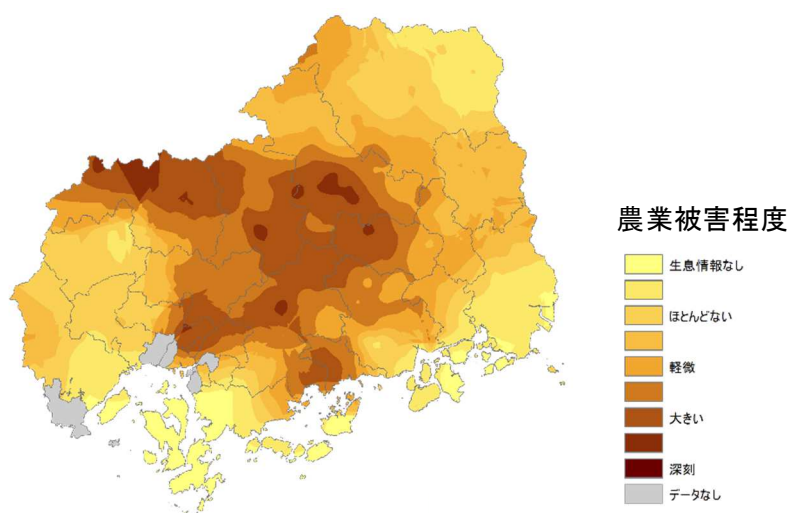 農業被害程度
生息情報なし
ほとんどない
軽微
大きい
深刻
データなし